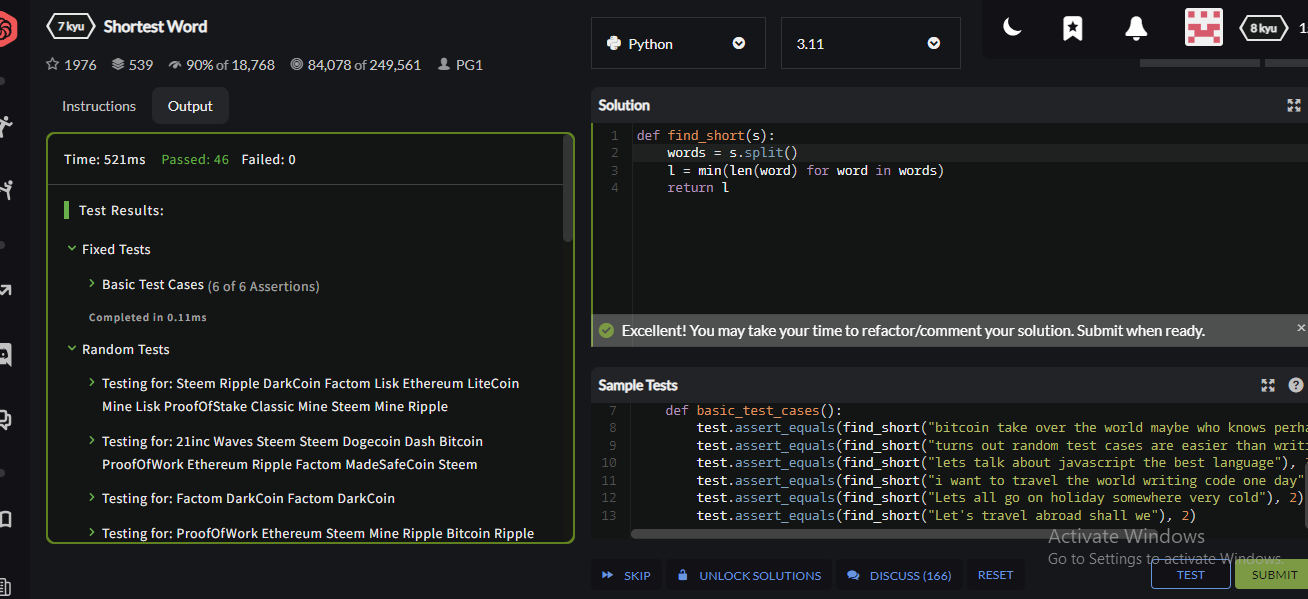 7 kyu Shortest Word
1976 539 90% of 18,768 84,078 of 249,561 PG1
Python
3.11
8 kyu
Instructions Output
Time: 521ms Passed: 46 Failed: 0
Test Results:
Fixed Tests
Basic Test Cases (6 of 6 Assertions)
Completed in 0.11ms
Random Tests
Testing for: Steem Ripple DarkCoin Factom Lisk Ethereum LiteCoin
Mine Lisk ProofOfStake Classic Mine Steem Mine Ripple
Testing for: 21inc Waves Steem Steem Dogecoin Dash Bitcoin
ProofOfWork Ethereum Ripple Factom MadeSafeCoin Steem
Testing for: Factom DarkCoin Factom DarkCoin
Testing for: ProofOfWork Ethereum Steem Mine Ripple Bitcoin Ripple
Solution
1 def find_short(s):
2 words = s.split()
3 l = min(len(word) for word in words)
4 return l
Excellent! You may take your time to refactor/comment your solution. Submit when ready.
Sample Tests
7 def basic_test_cases():
8 test.assert_equals(find_short("bitcoin take over the world maybe who knows perha
9 test.assert_equals(find_short("turns out random test cases are easier than writi
10 test.assert_equals(find_short("lets talk about javascript the best language"),
11 test.assert_equals(find_short("i want to travel the world writing code one day"
12 test.assert_equals(find_short("Lets all go on holiday somewhere very cold"), 2)
13 test.assert_equals(find_short("Let's travel abroad shall we"), 2)
Activate Windows
Go to Settings to activate Windows.
SKIP UNLOCK SOLUTIONS DISCUSS (166) RESET TEST SUBMIT